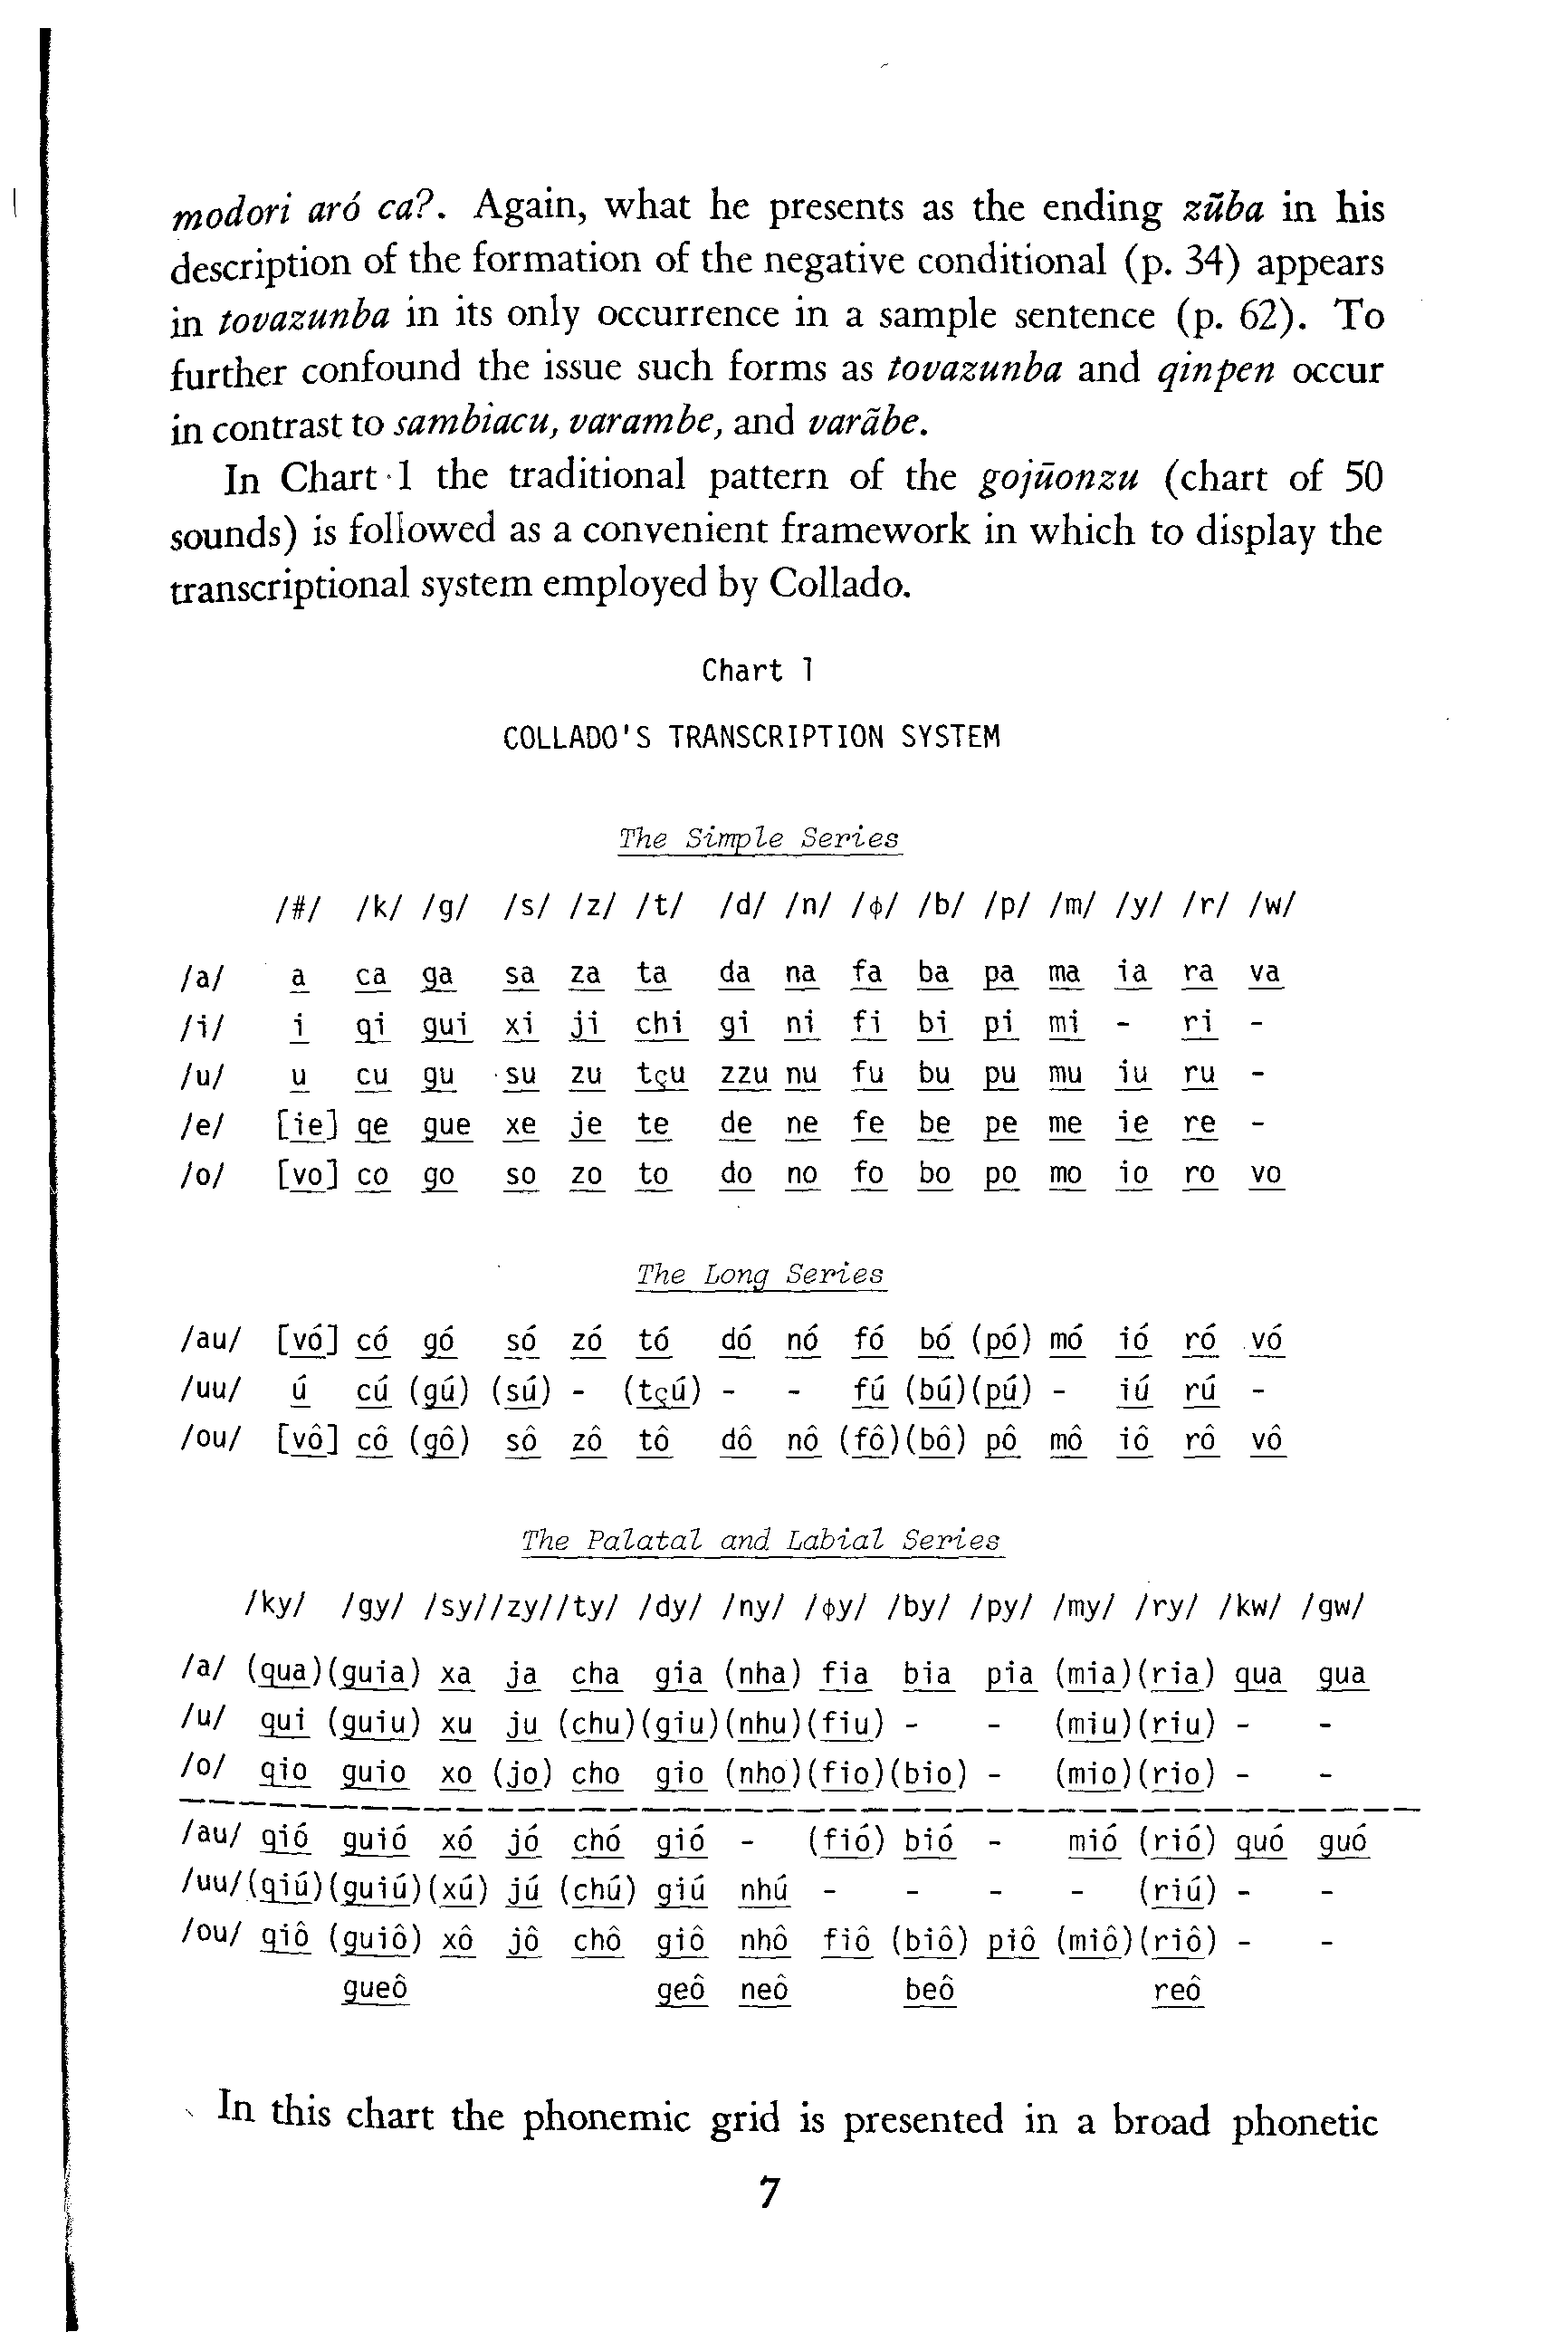 modori aró ca?. Again, what he presents as the ending zūba in his
description of the formation of the negative conditional (p. 34) appears
in tovazunba in its only occurrence in a sample sentence (p. 62). To
further confound the issue such forms as tovazunba and qinpen occur
in contrast to sambiacu, varambe, and varãbe.
In Chart 1 the traditional pattern of the gojūonzu (chart of 50
sounds) is followed as a convenient framework in which to display the
transcriptional system employed by Collado.
Chart 1
COLLADO'S TRANSCRIPTION SYSTEM
The Simple Series
/#/ /k/ /g/ /s/ /z/ /t/ /d/ /n/ /ɸ/ /b/ /p/ /m/ /y/ /r/ /w/
/a/ a ca ga sa za ta da na fa ba pa ma ia ra va
/i/ i qi gui xi ji chi gi ni fi bi pi mi - ri -
/u/ u cu gu su zu tçu zzu nu fu bu pu mu iu ru -
/e/ [ie] qe gue xe je te de ne fe be pe me ie re -
/o/ [vo] co go so zo to do no fo bo po mo io ro vo
The Long Series
/au/ [vó] có gó só zó tó dó nó fó bó (pó) mó ió ró vó
/uu/ ú cú (gú) (sú) - (tçú) - - fú (bú)(pú) - iú rú -
/ou/ [vô] cô (gô) sô zô tô dô nô (fô)(bô) pô mô iô rô vô
The Palatal and Labial Series
/ky/ /gy/ /sy//zy//ty/ /dy/ /ny/ /ɸy/ /by/ /py/ /my/ /ry/ /kw/ /gw/
/a/ (qua)(guia) xa ja cha gia (nha) fia bia pia (mia)(ria) qua gua
/u/ qui (guiu) xu ju (chu)(giu)(nhu)(fiu) - - (miu)(riu) - -
/o/ qio guio xo (jo) cho gio (nho)(fio)(bio) - (mio)(rio) - -
/au/ qió guió xó jó chó gió - (fió) bió - mió (rió) quó guó
/uu/(qiú)(guiú)(xú) jú (chú) giú nhú - - - - (riú) - -
/ou/ qiô (guiô) xô jô chô giô nhô fiô (biô) piô (miô)(riô) - -
gueô geô neô beô reô
In this chart the phonemic grid is presented in a broad phonetic
7